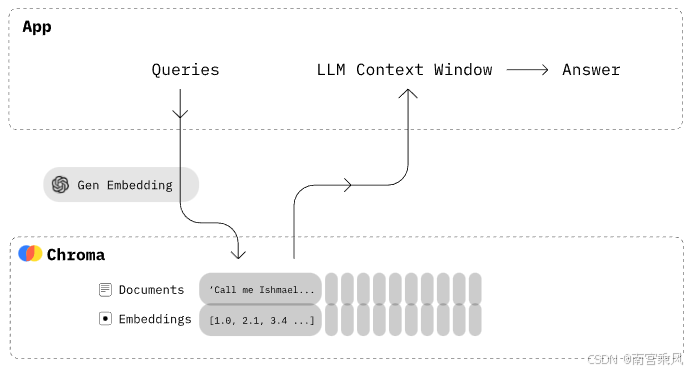 App
Queries
LLM Context Window
Answer
Gen Embedding
Chroma
Documents
'Call me Ishmael...
Embeddings
[1.0, 2.1, 3.4 ...]
CSDN @南宫乘风